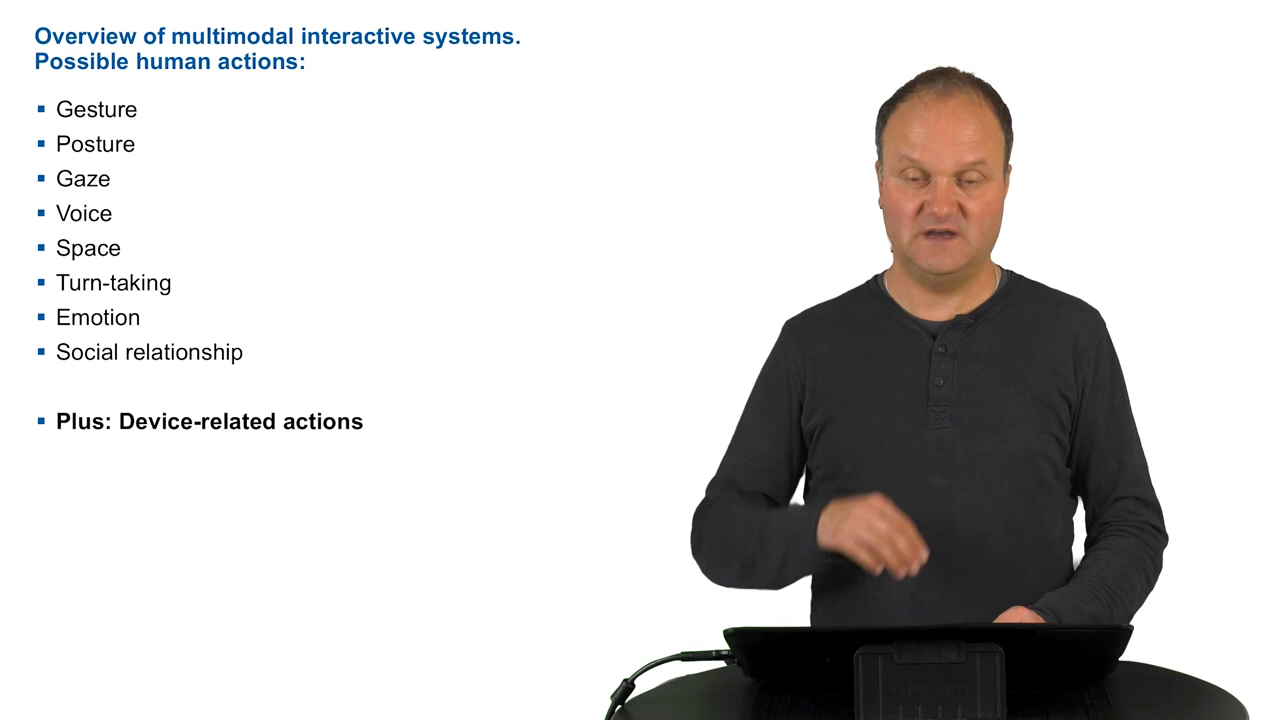 Overview of multimodal interactive systems.
Possible human actions:
▪ Gesture
▪ Posture
▪ Gaze
▪ Voice
▪ Space
▪ Turn-taking
▪ Emotion
▪ Social relationship
▪ Plus: Device-related actions
wacom